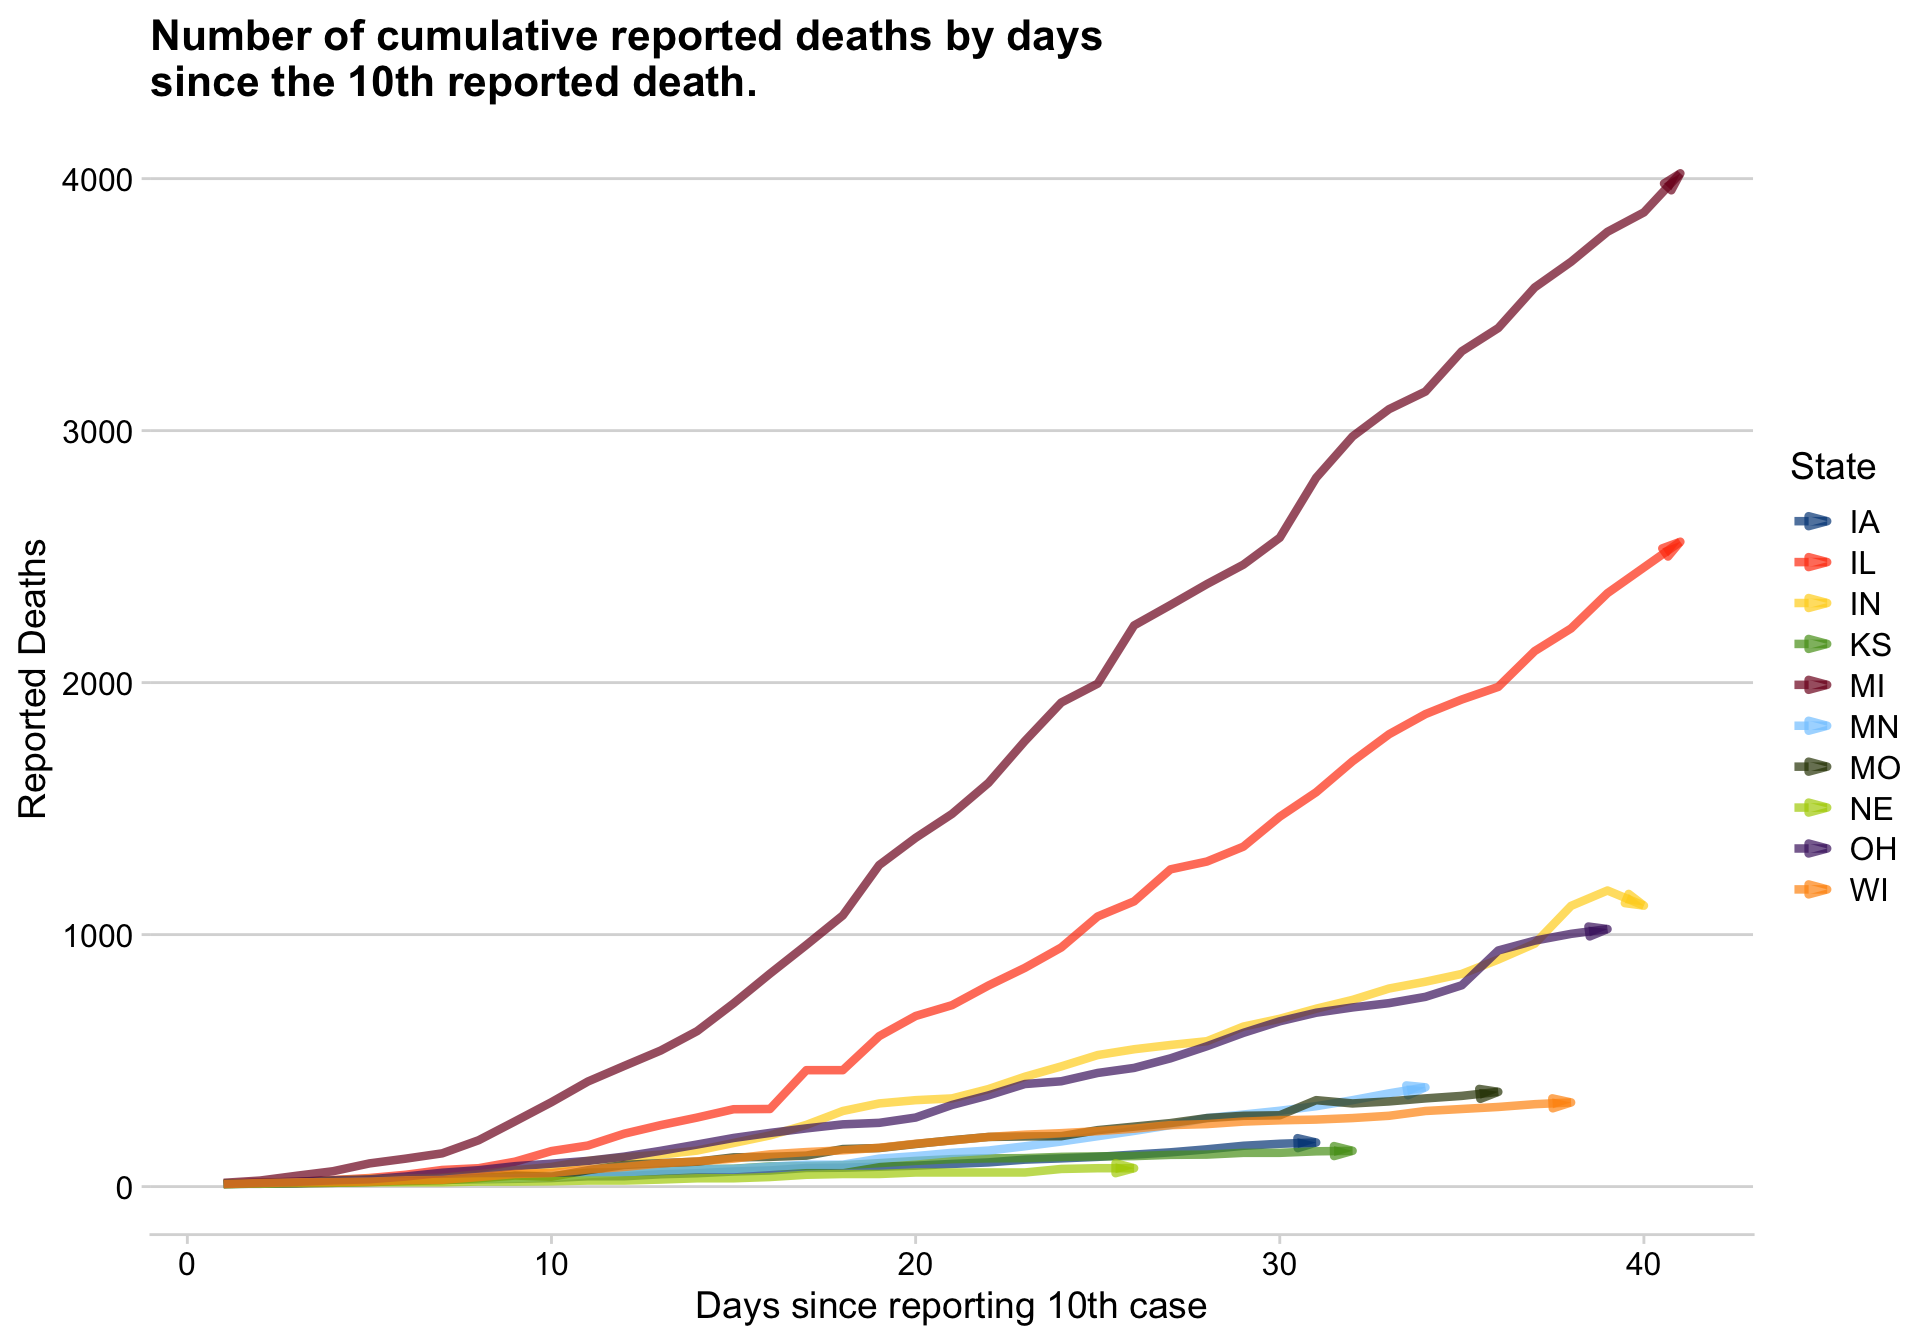 Number of cumulative reported deaths by days
since the 10th reported death.
4000
3000
2000
1000
0
Reported Deaths
0 10 20 30 40
Days since reporting 10th case
State
IA
IL
IN
KS
MI
MN
MO
NE
OH
WI